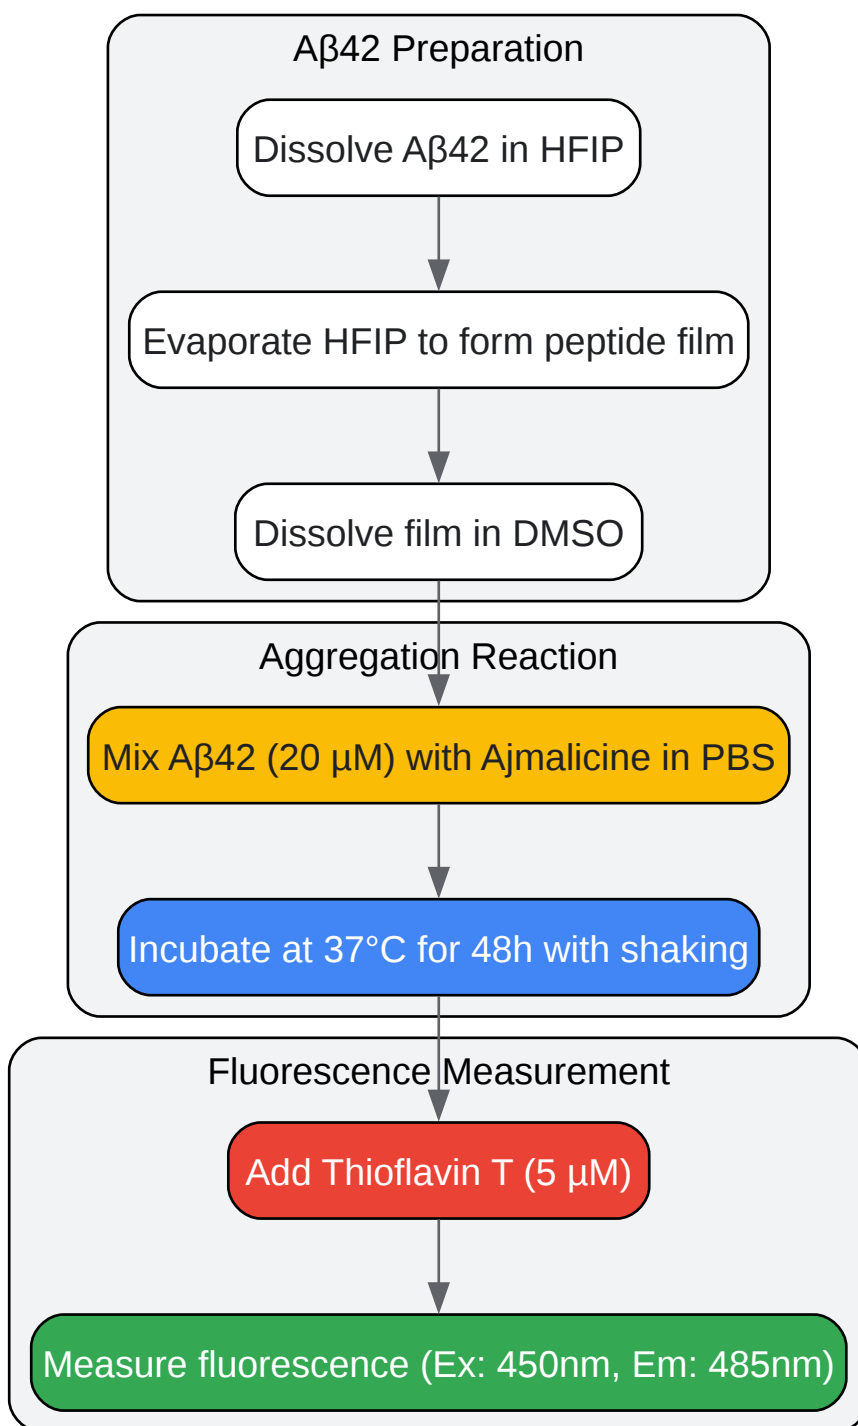 Aβ42 Preparation
Dissolve Aβ42 in HFIP
Evaporate HFIP to form peptide film
Dissolve film in DMSO
Aggregation Reaction
Mix Aβ42 (20 µM) with Ajmalicine in PBS
Incubate at 37°C for 48h with shaking
Fluorescence Measurement
Add Thioflavin T (5 µM)
Measure fluorescence (Ex: 450nm, Em: 485nm)